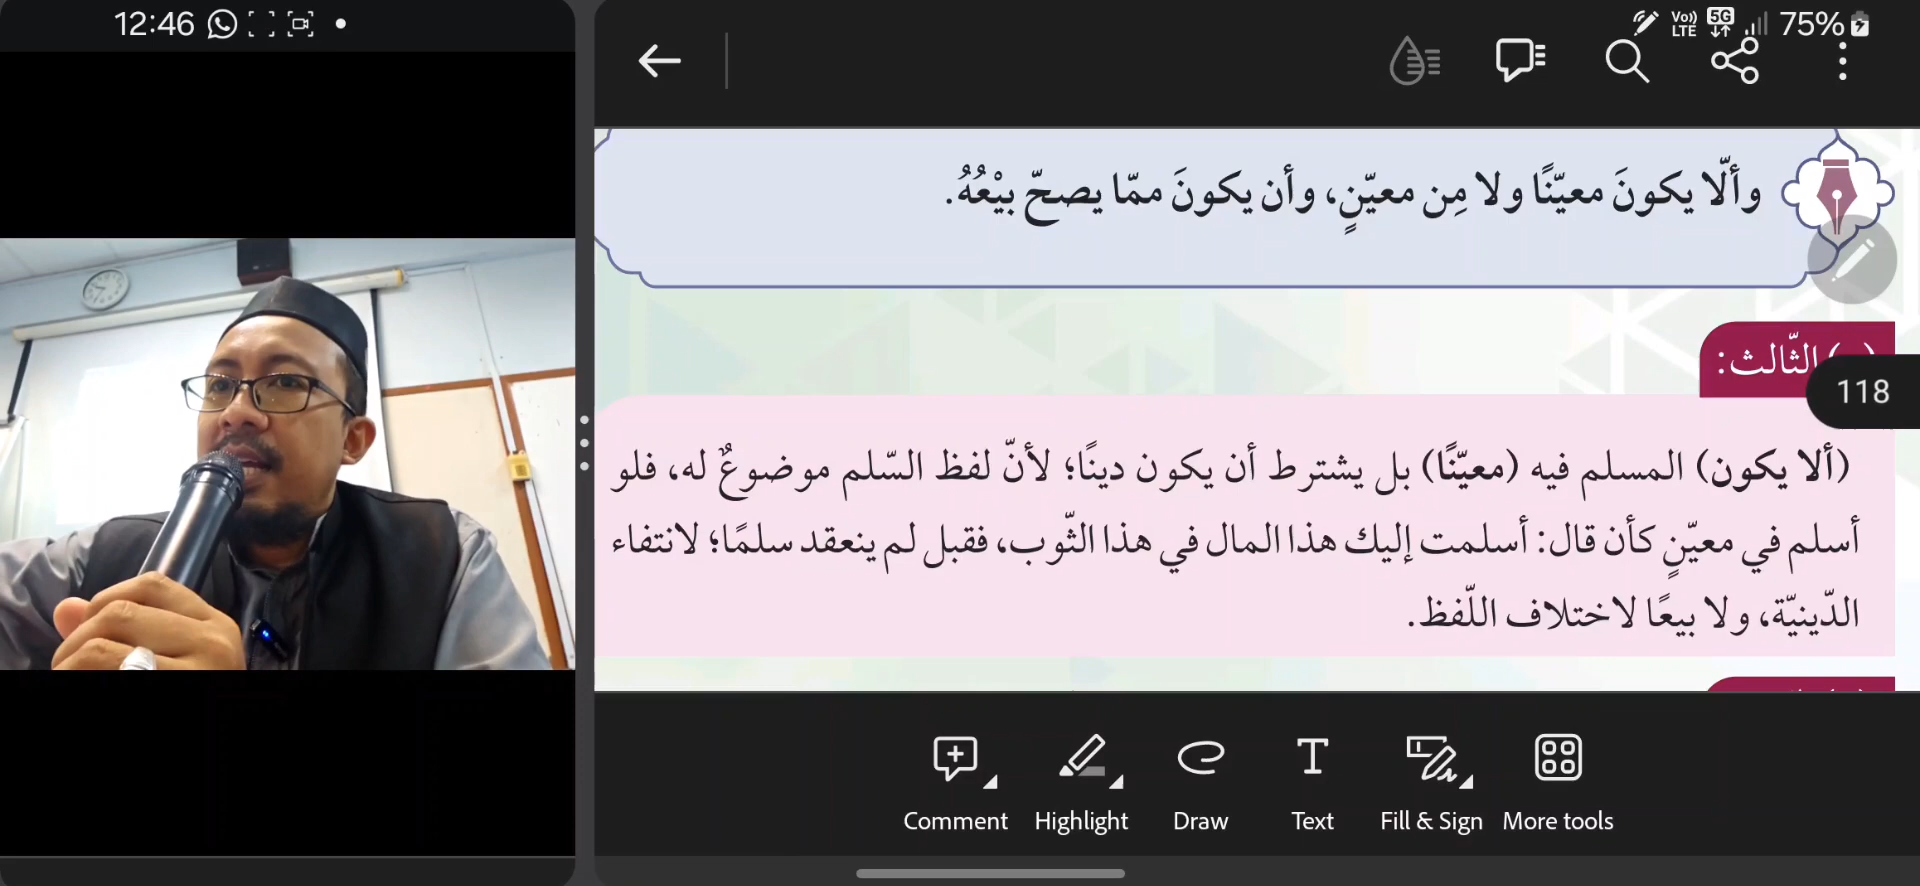 12:46
Vo)) LTE 5G 75%
وألّا يكونَ معيّنًا ولا مِن معيّنٍ، وأن يكونَ ممّا يصحّ بيْعُهُ.
الثّالث:
118
(ألا يكون) المسلم فيه (معيّنًا) بل يشترط أن يكون دينًا؛ لأنّ لفظ السّلم موضوعٌ له، فلو
أسلم في معيّنٍ كأن قال: أسلمت إليك هذا المال في هذا الثّوب، فقبل لم ينعقد سلمًا؛ لانتفاء
الدّينيّة، ولا بيعًا لاختلاف اللّفظ.
Comment Highlight Draw Text Fill & Sign More tools